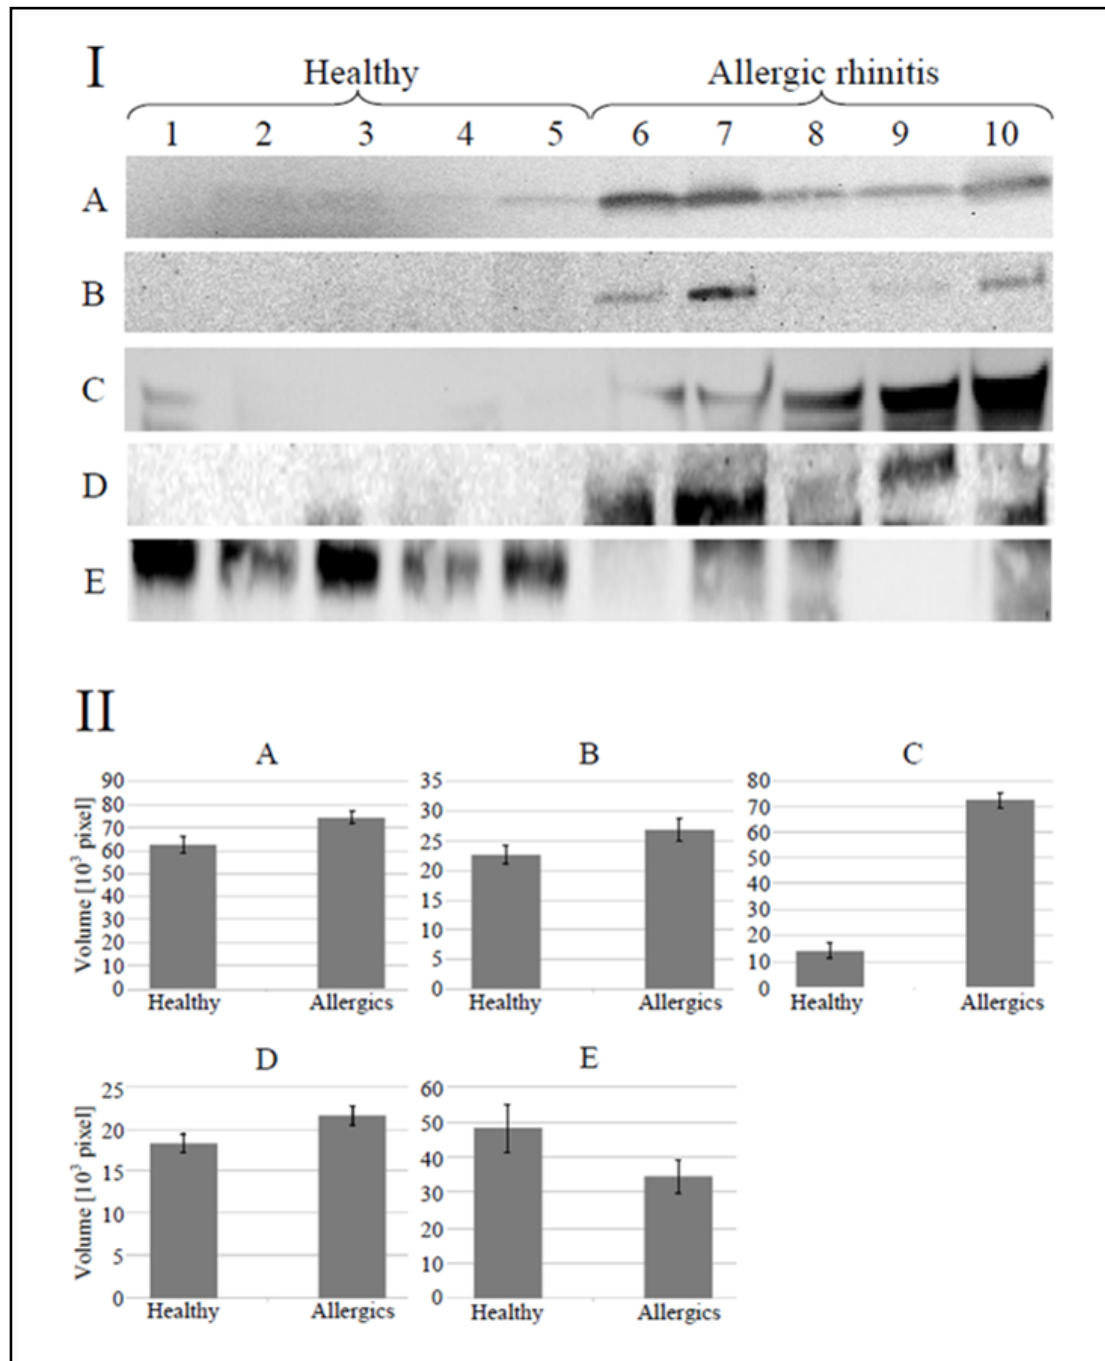 I
Healthy Allergic rhinitis
1 2 3 4 5 6 7 8 9 10
A
B
C
D
E
II
A B C
Volume [10³ pixel]
90 80 70 60 50 40 30 20 10 0
Healthy Allergics
35 30 25 20 15 10 5 0
Healthy Allergics
80 70 60 50 40 30 20 10 0
Healthy Allergics
D E
Volume [10³ pixel]
25 20 15 10 5 0
Healthy Allergics
60 50 40 30 20 10 0
Healthy Allergics